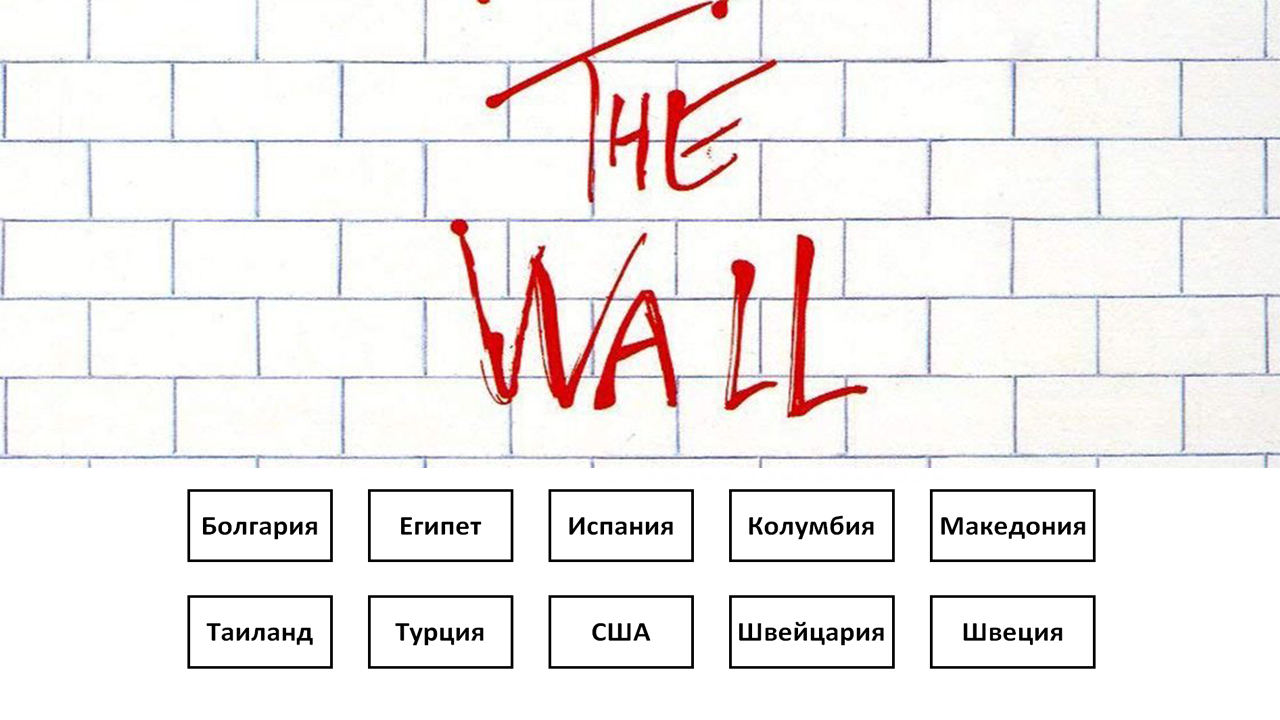 THE
WALL
Болгария
Египет
Испания
Колумбия
Македония
Таиланд
Турция
США
Швейцария
Швеция